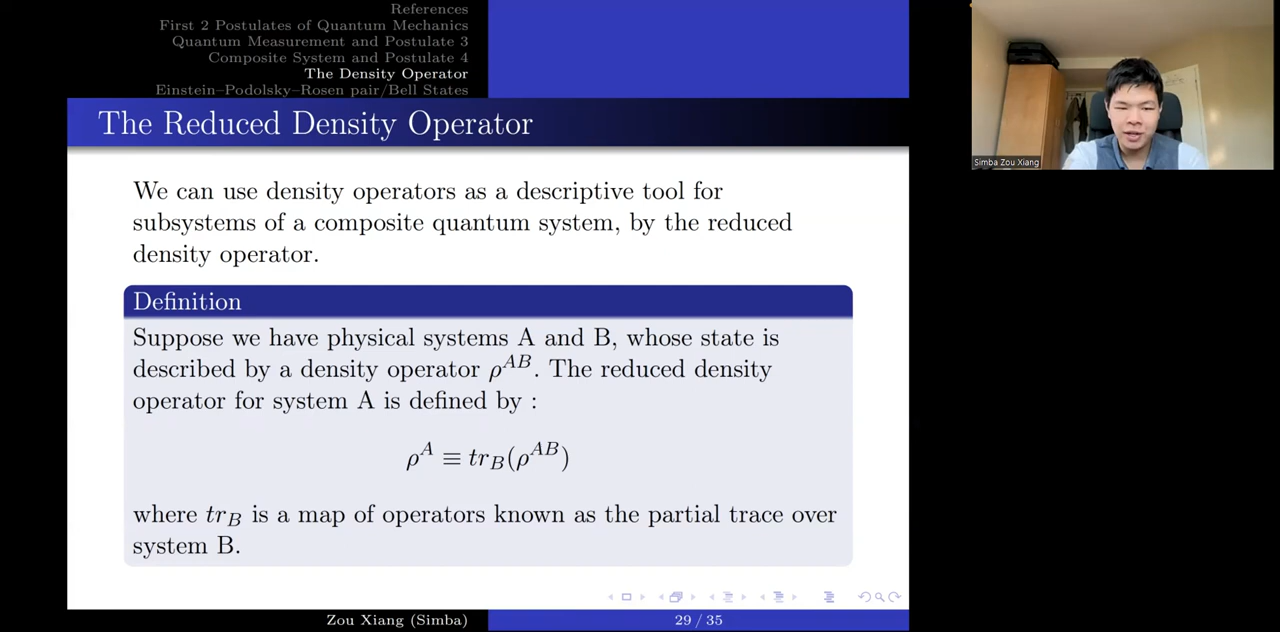 References
First 2 Postulates of Quantum Mechanics
Quantum Measurement and Postulate 3
Composite System and Postulate 4
The Density Operator
Einstein–Podolsky–Rosen pair/Bell States
The Reduced Density Operator
We can use density operators as a descriptive tool for
subsystems of a composite quantum system, by the reduced
density operator.
Definition
Suppose we have physical systems A and B, whose state is
described by a density operator ρ^{AB}. The reduced density
operator for system A is defined by :
ρ^A ≡ tr_B(ρ^{AB})
where tr_B is a map of operators known as the partial trace over
system B.
Zou Xiang (Simba)
29 / 35
Simba Zou Xiang